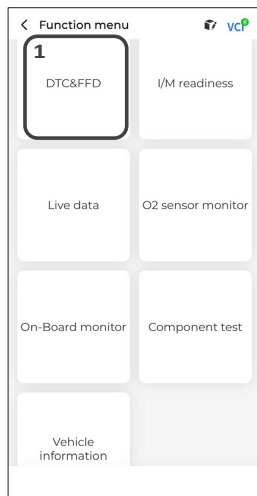 Function menu
VCI
1
DTC&FFD
I/M readiness
Live data
O2 sensor monitor
On-Board monitor
Component test
Vehicle
information